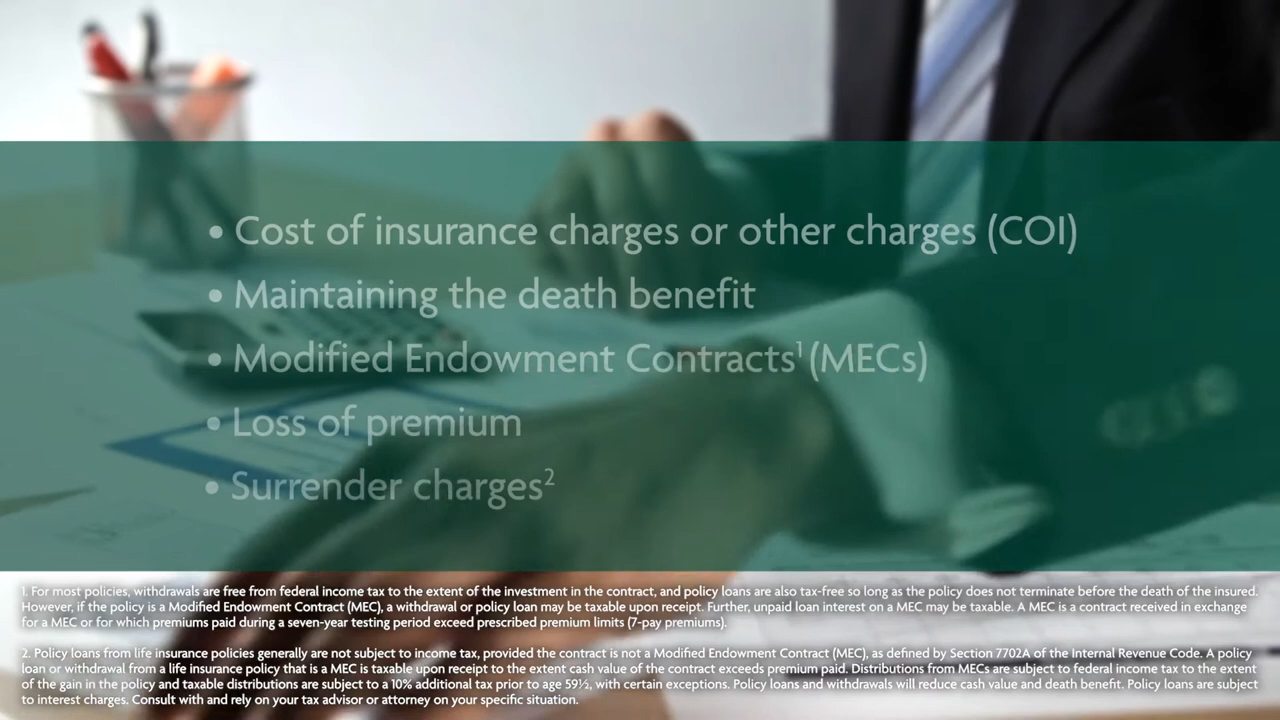 • Cost of insurance charges or other charges (COI)
• Maintaining the death benefit
• Modified Endowment Contracts¹ (MECs)
• Loss of premium
• Surrender charges²
1. For most policies, withdrawals are free from federal income tax to the extent of the investment in the contract, and policy loans are also tax-free so long as the policy does not terminate before the death of the insured.
However, if the policy is a Modified Endowment Contract (MEC), a withdrawal or policy loan may be taxable upon receipt. Further, unpaid loan interest on a MEC may be taxable. A MEC is a contract received in exchange
for a MEC or for which premiums paid during a seven-year testing period exceed prescribed premium limits (7-pay premiums).
2. Policy loans from life insurance policies generally are not subject to income tax, provided the contract is not a Modified Endowment Contract (MEC), as defined by Section 7702A of the Internal Revenue Code. A policy
loan or withdrawal from a life insurance policy that is a MEC is taxable upon receipt to the extent cash value of the contract exceeds premium paid. Distributions from MECs are subject to federal income tax to the extent
of the gain in the policy and taxable distributions are subject to a 10% additional tax prior to age 59½, with certain exceptions. Policy loans and withdrawals will reduce cash value and death benefit. Policy loans are subject
to interest charges. Consult with and rely on your tax advisor or attorney on your specific situation.